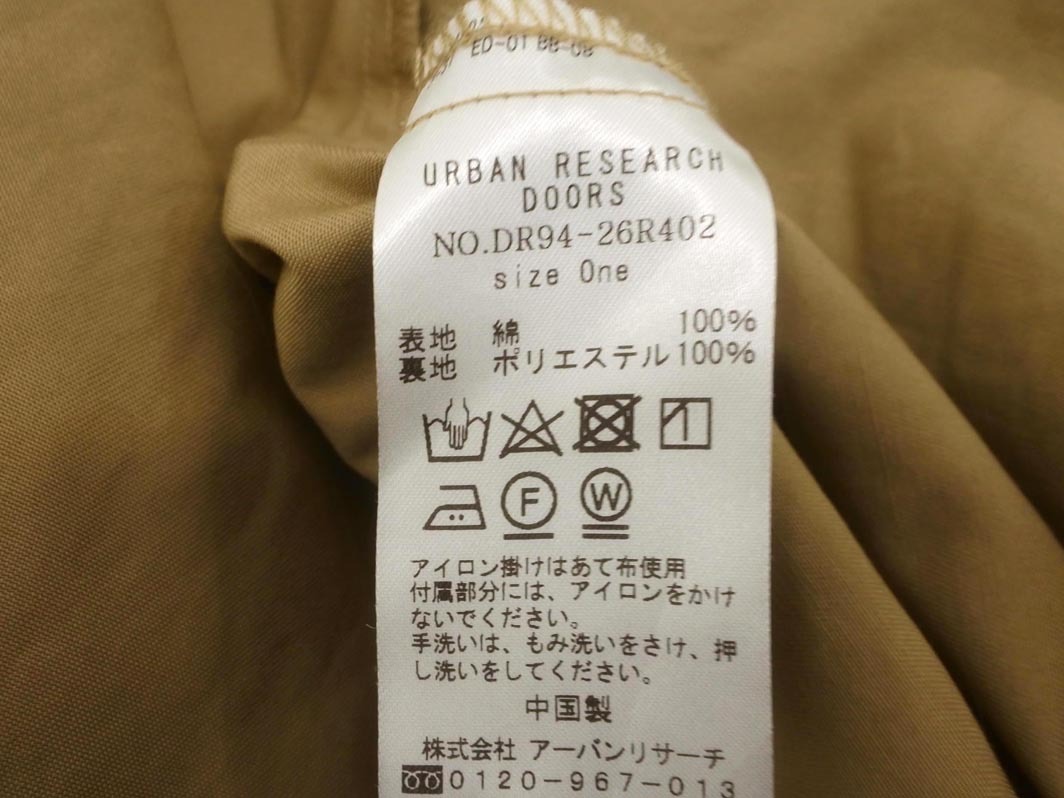 ED-01 BB-08
URBAN RESEARCH
DOORS
NO.DR94-26R402
size One
表地 綿 100%
裏地 ポリエステル100%
F W
アイロン掛けはあて布使用
付属部分には、アイロンをかけ
ないでください。
手洗いは、もみ洗いをさけ、押
し洗いをしてください。
中国製
株式会社 アーバンリサーチ
0120-967-013